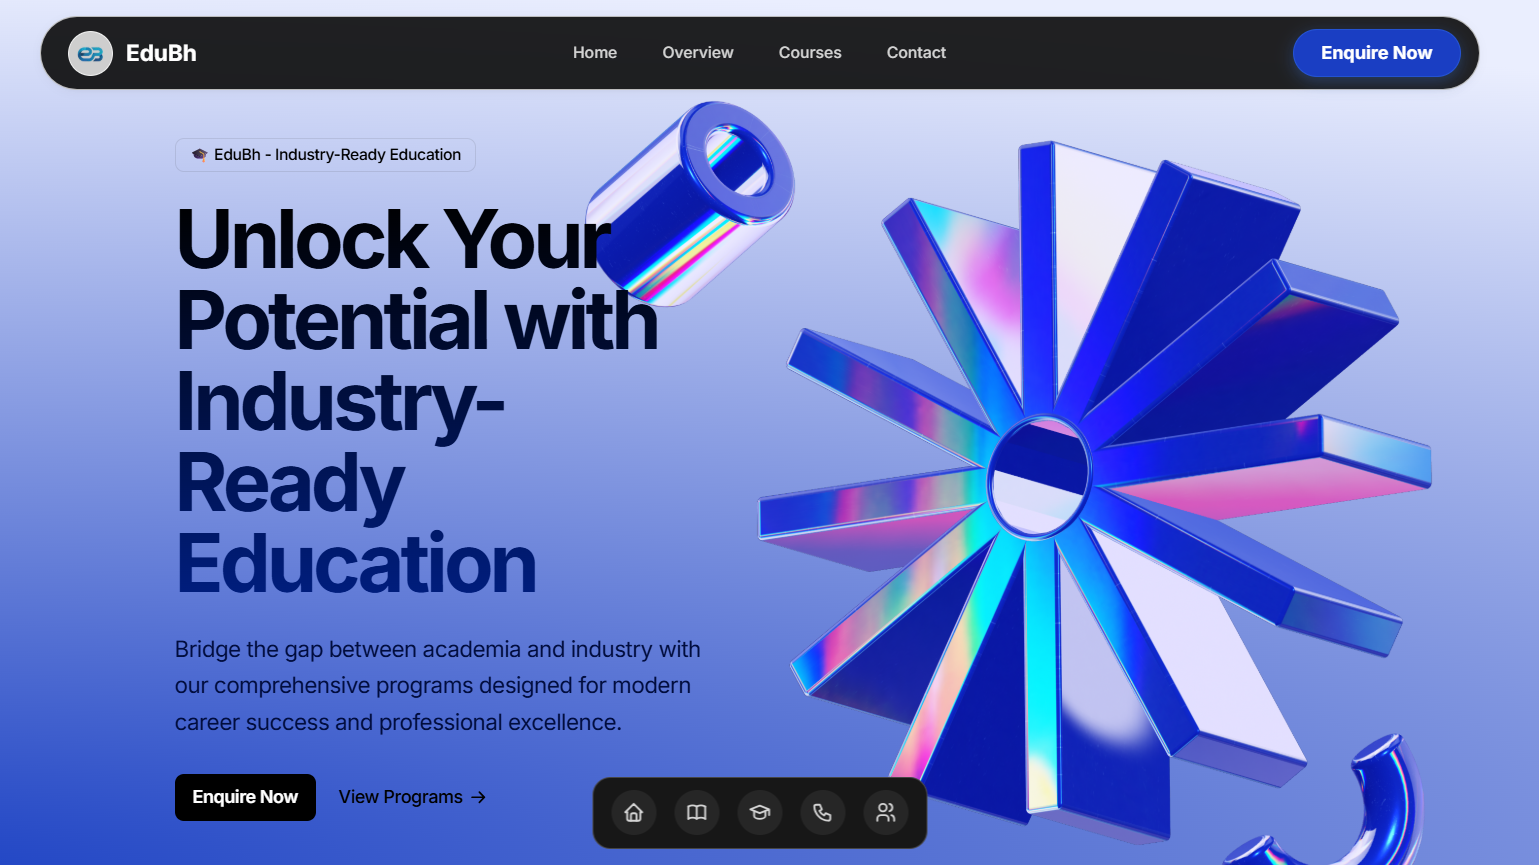 EB
EduBh
Home
Overview
Courses
Contact
Enquire Now
EduBh - Industry-Ready Education
Unlock Your
Potential with
Industry-
Ready
Education
Bridge the gap between academia and industry with
our comprehensive programs designed for modern
career success and professional excellence.
Enquire Now
View Programs →